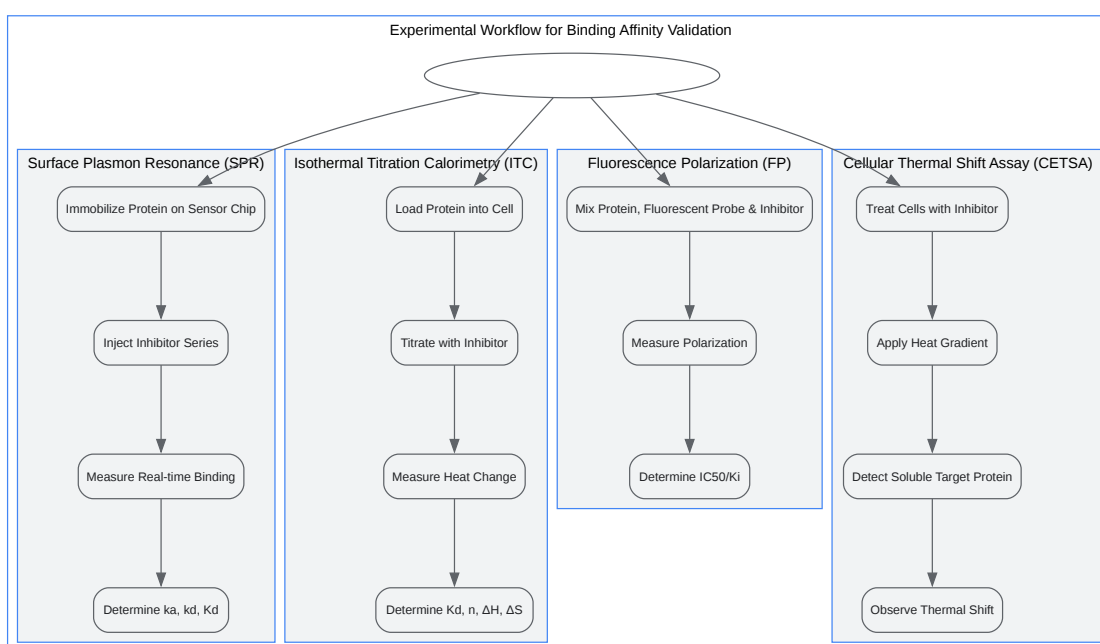 Experimental Workflow for Binding Affinity Validation
Surface Plasmon Resonance (SPR)
Immobilize Protein on Sensor Chip
Inject Inhibitor Series
Measure Real-time Binding
Determine ka, kd, Kd
Isothermal Titration Calorimetry (ITC)
Load Protein into Cell
Titrate with Inhibitor
Measure Heat Change
Determine Kd, n, ΔH, ΔS
Fluorescence Polarization (FP)
Mix Protein, Fluorescent Probe & Inhibitor
Measure Polarization
Determine IC50/Ki
Cellular Thermal Shift Assay (CETSA)
Treat Cells with Inhibitor
Apply Heat Gradient
Detect Soluble Target Protein
Observe Thermal Shift